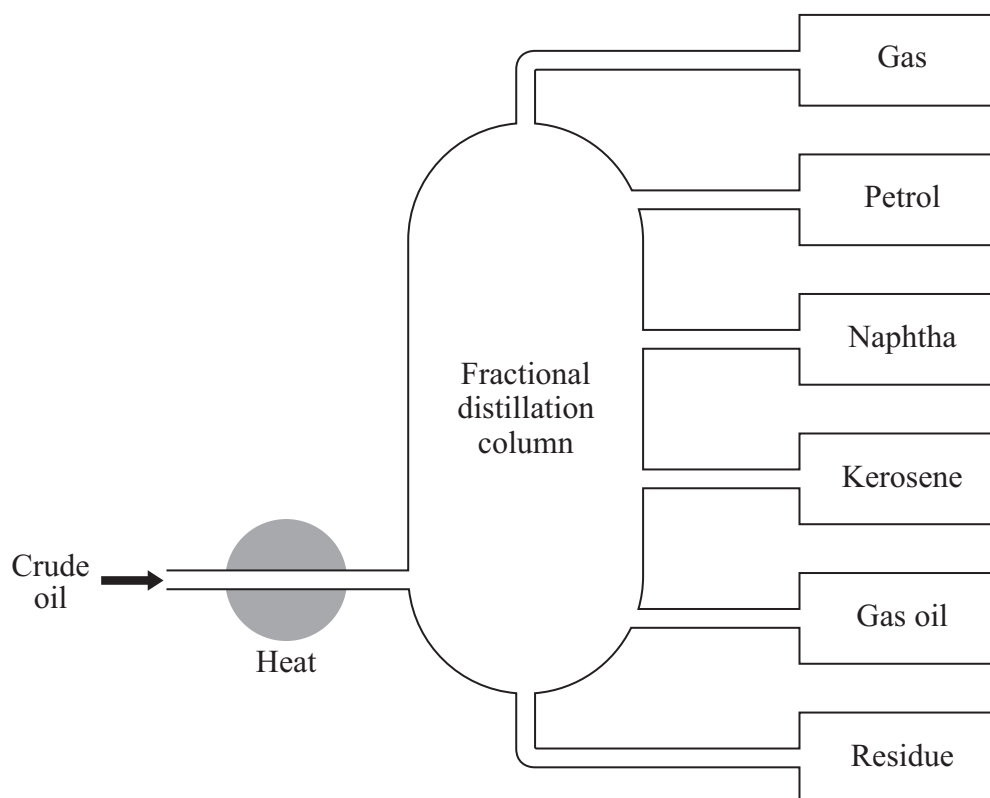 Gas
Petrol
Naphtha
Fractional
distillation
column
Kerosene
Crude
oil
Heat
Gas oil
Residue